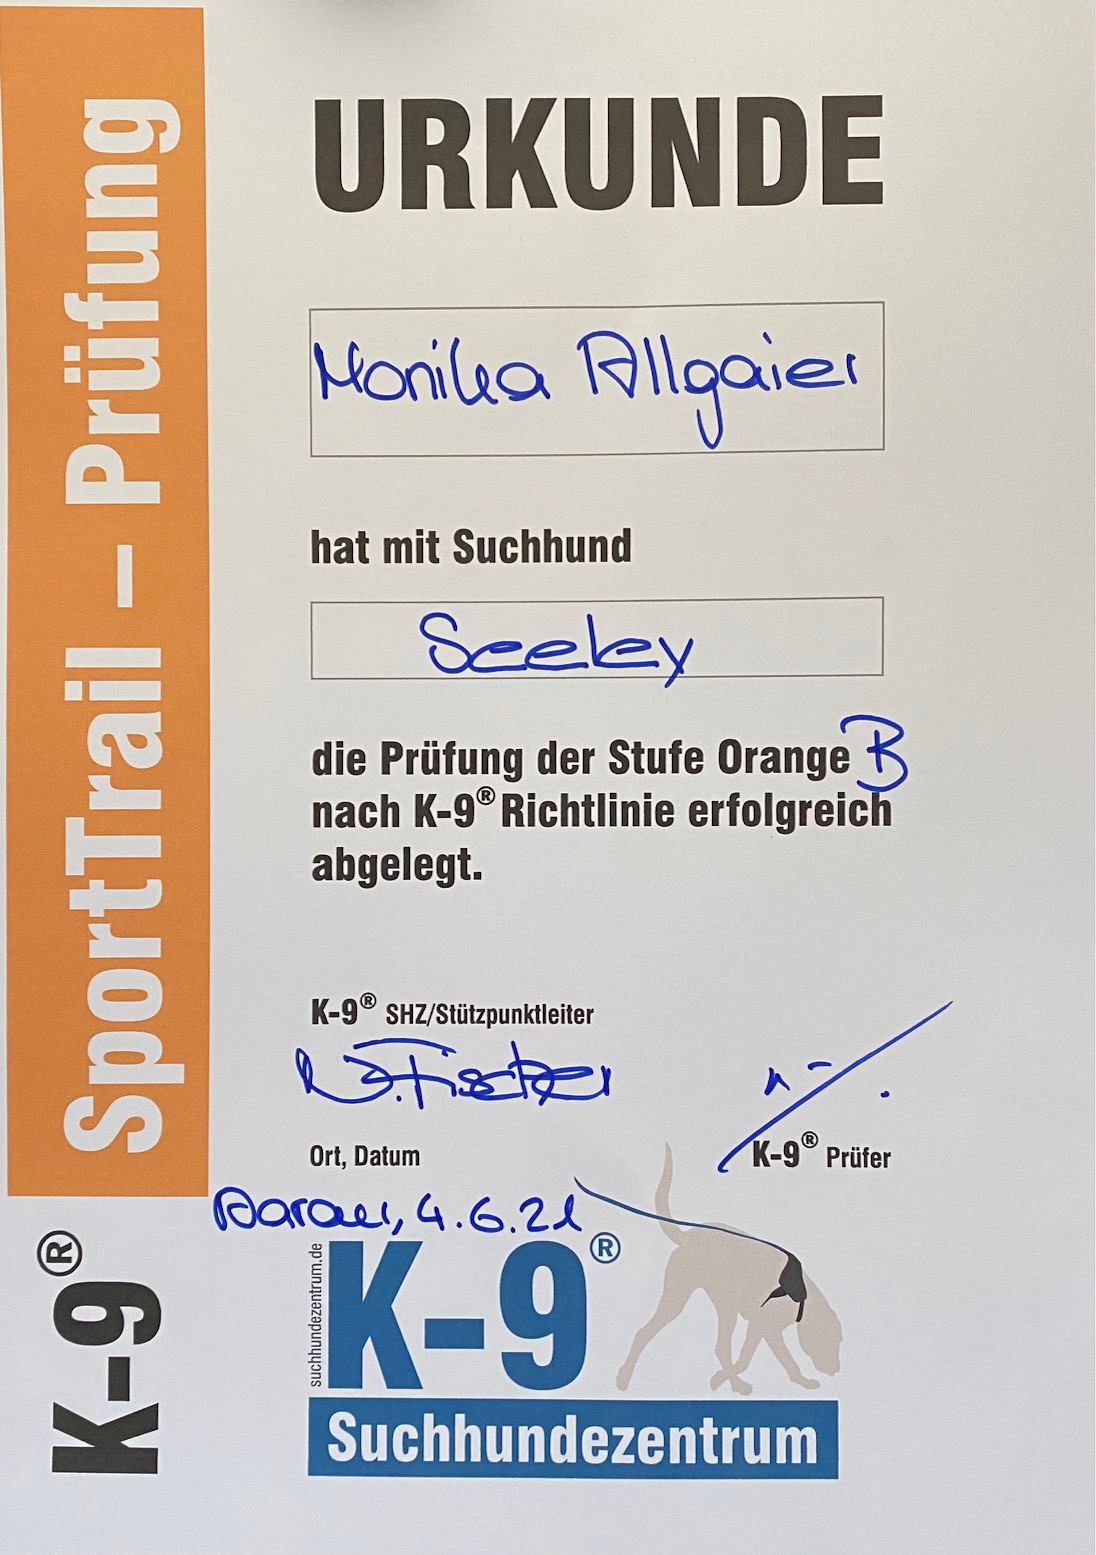 SportTrail – Prüfung
K-9®
URKUNDE
Monika Allgaier
hat mit Suchhund
Seeley
die Prüfung der Stufe Orange B
nach K-9® Richtlinie erfolgreich
abgelegt.
K-9® SHZ/Stützpunktleiter
Fischer
K-9® Prüfer
Ort, Datum
Aarau, 4.6.21
suchhundezentrum.de
K-9®
Suchhundezentrum